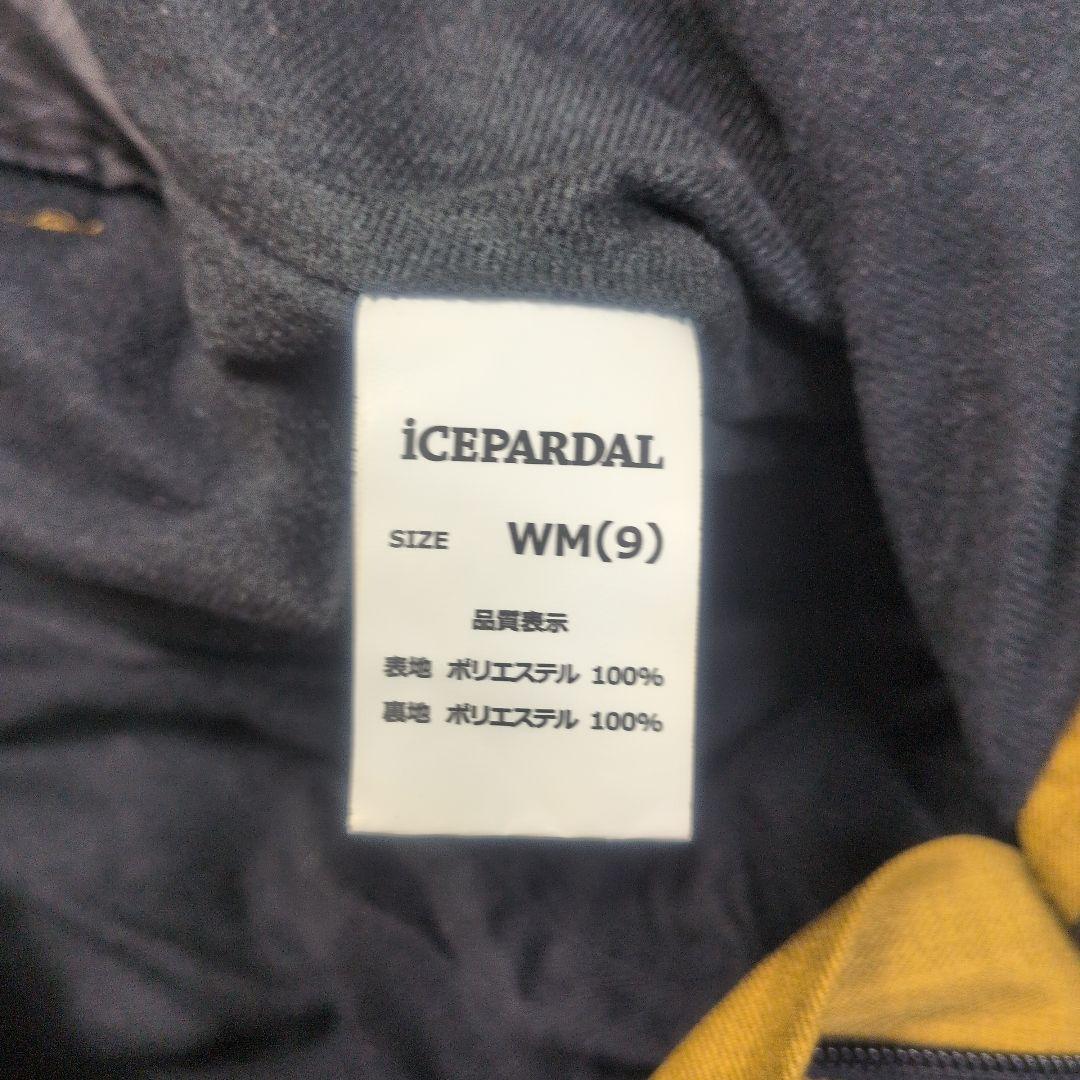 iCEPARDAL
SIZE WM(9)
品質表示
表地 ポリエステル 100%
裏地 ポリエステル 100%